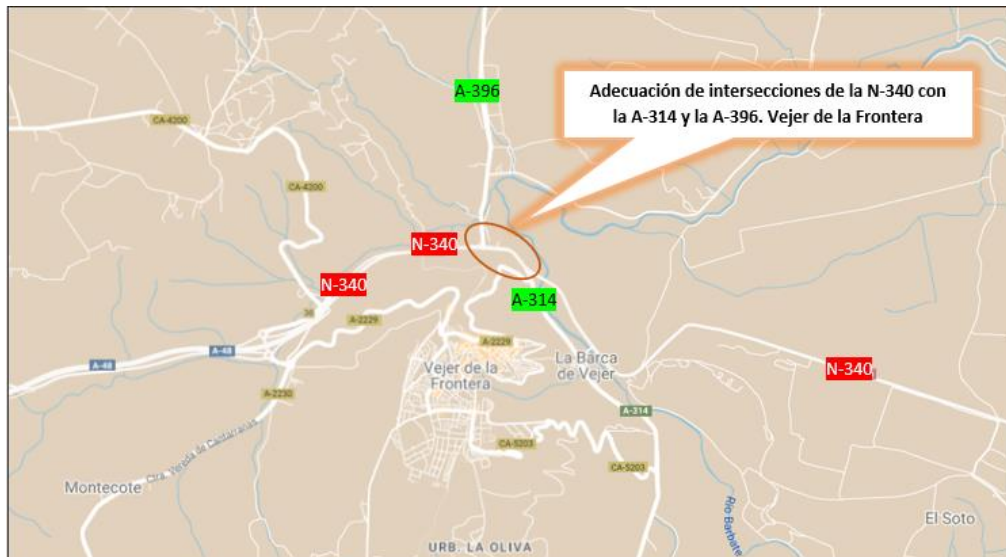 A-396
Adecuación de intersecciones de la N-340 con
la A-314 y la A-396. Vejer de la Frontera
CA-4200
CA-4200
N-340
N-340
A-314
38
A-2229
A-48
A-48
A-2229
Vejer de la
Frontera
La Barca
de Vejer
N-340
A-2230
A-314
Ctra. Vereda de Cantarranas
CA-5203
CA-5203
Montecote
Río Barbate
El Soto
URB. LA OLIVA